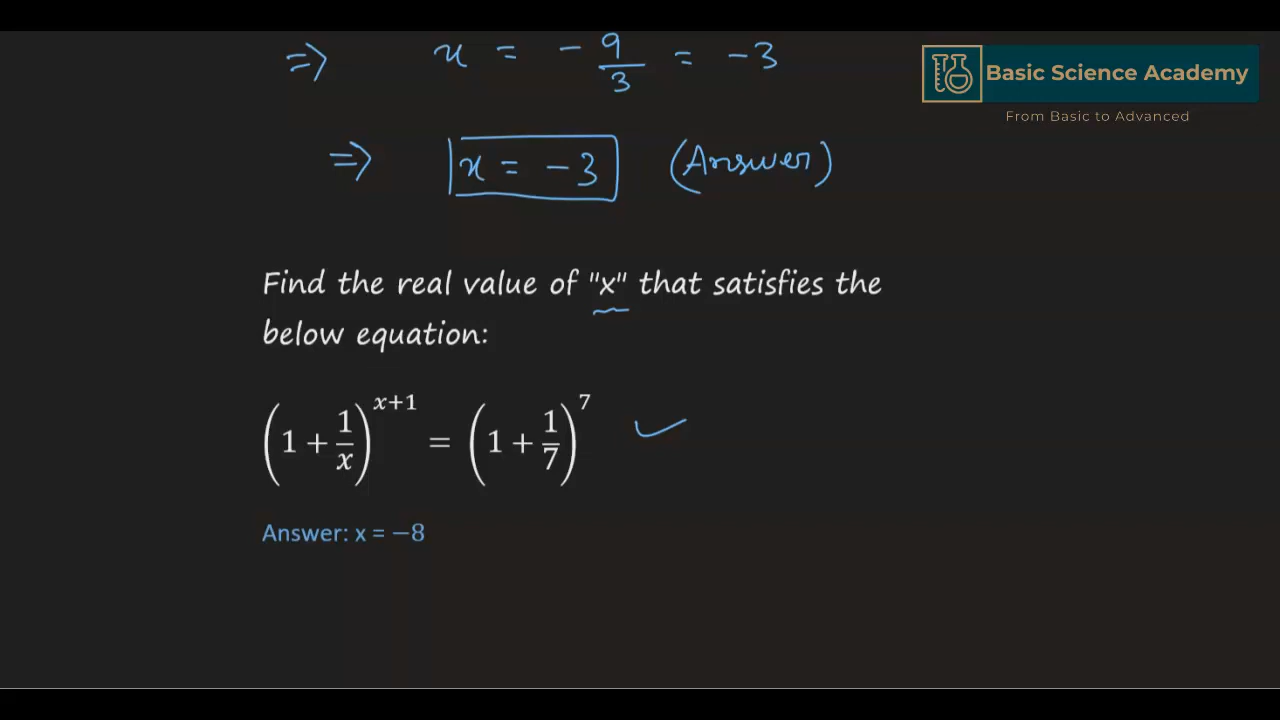 ⇒ x = −9/3 = −3
Basic Science Academy
From Basic to Advanced
⇒ x = −3 (Answer)
Find the real value of "x" that satisfies the
below equation:
(1 + 1/x)^(x+1) = (1 + 1/7)^7 ✓
Answer: x = −8